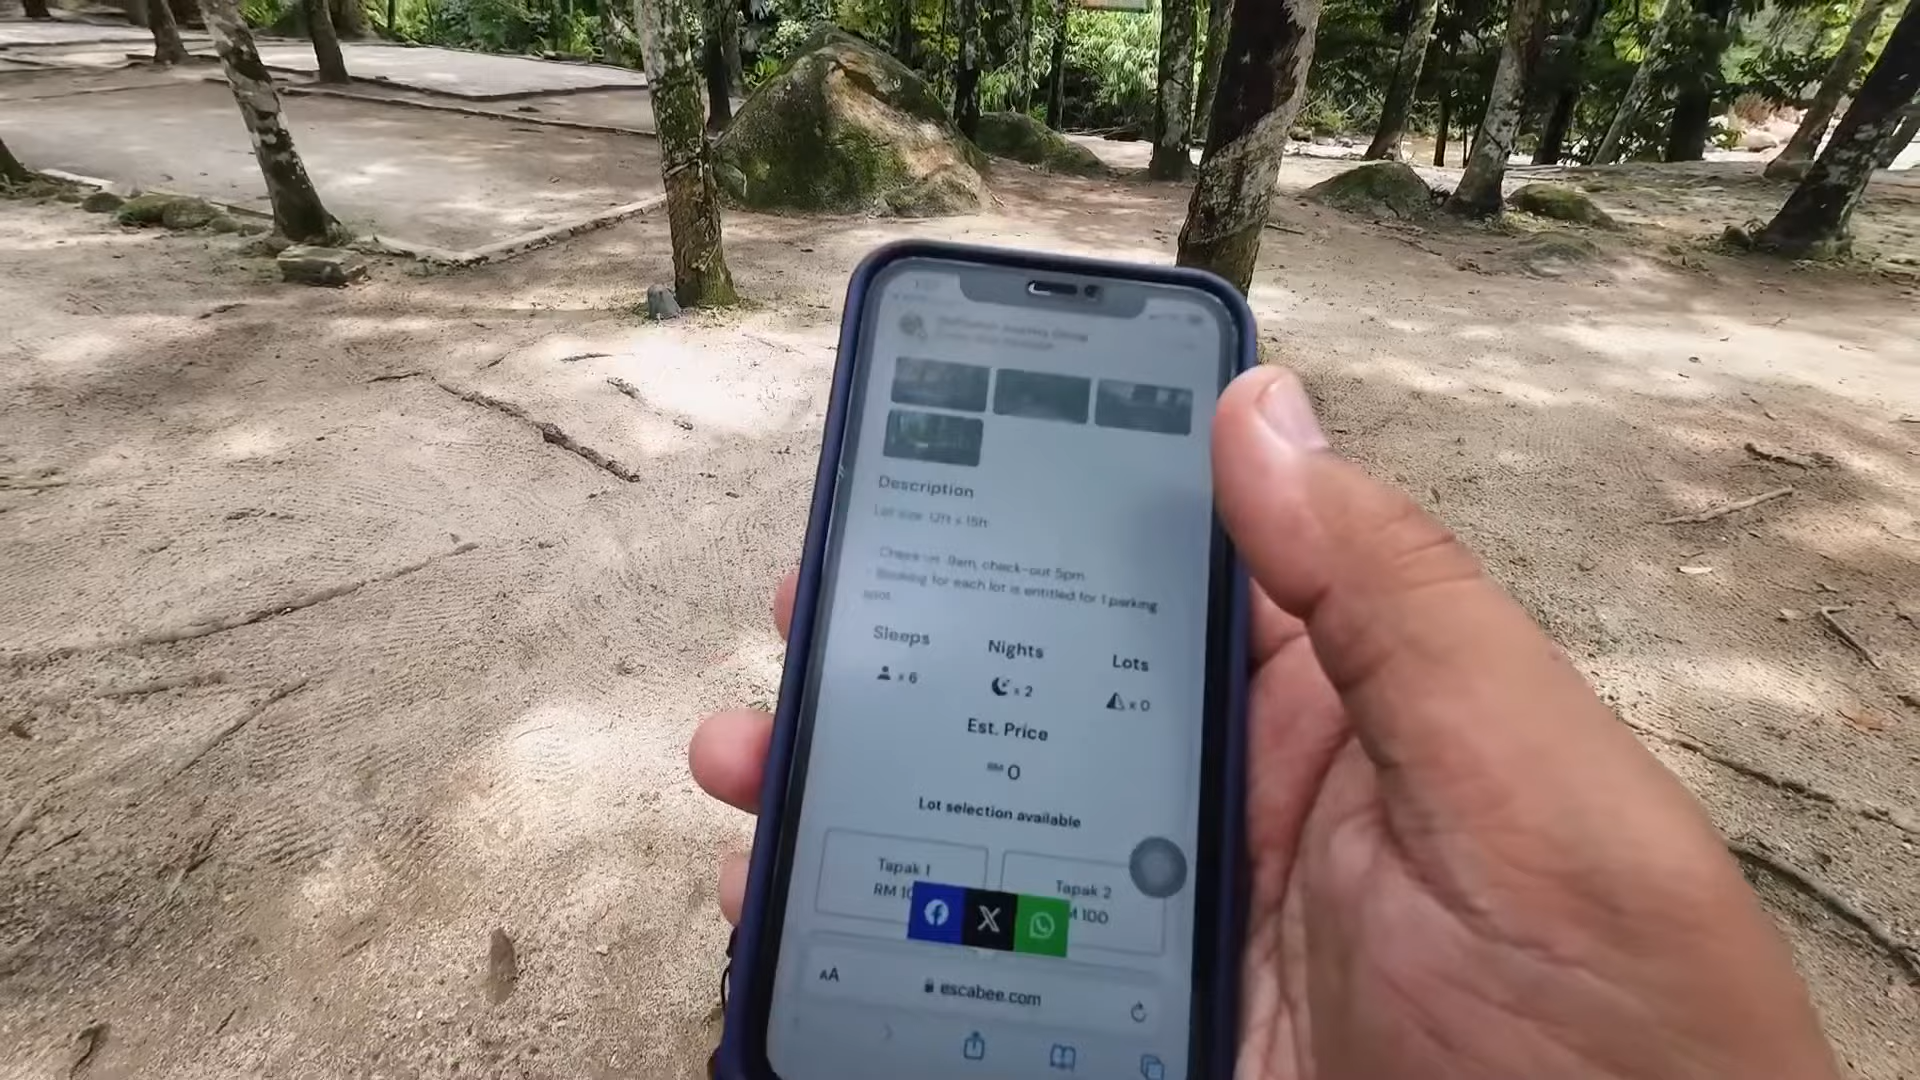 Description
Lot size: 12ft x 15ft
Check-in 9am, check-out 5pm
Booking for each lot is entitled for 1 parking
spot
Sleeps Nights Lots
x 6 x 2 x 0
Est. Price
RM 0
Lot selection available
Tapak 1 Tapak 2
RM 10 M 100
AA escabee.com